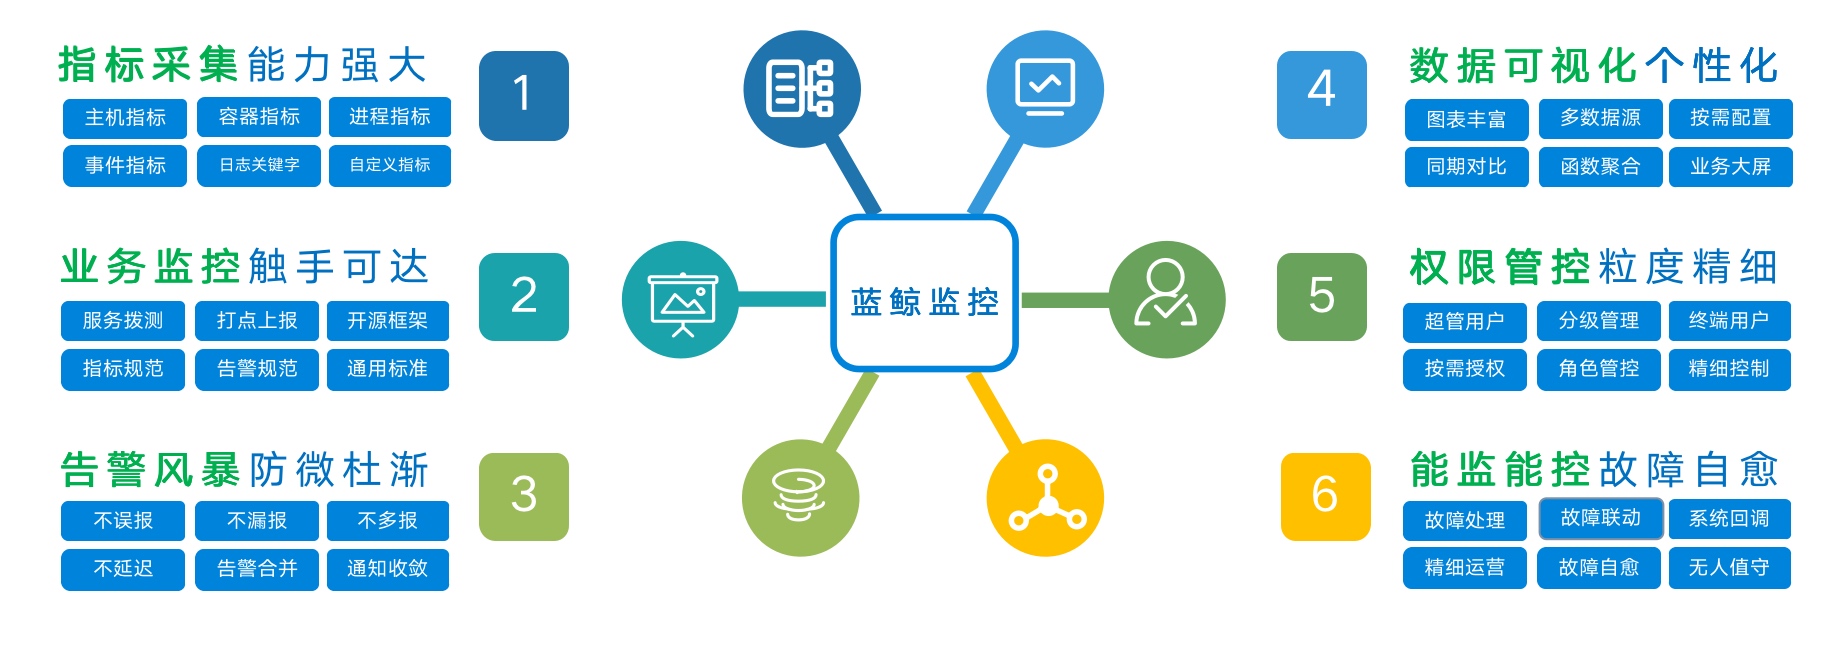 指标采集能力强大
主机指标 容器指标 进程指标
事件指标 日志关键字 自定义指标
1
业务监控触手可达
服务拨测 打点上报 开源框架
指标规范 告警规范 通用标准
2
告警风暴防微杜渐
不误报 不漏报 不多报
不延迟 告警合并 通知收敛
3
蓝鲸监控
4
数据可视化个性化
图表丰富 多数据源 按需配置
同期对比 函数聚合 业务大屏
5
权限管控粒度精细
超管用户 分级管理 终端用户
按需授权 角色管控 精细控制
6
能监能控故障自愈
故障处理 故障联动 系统回调
精细运营 故障自愈 无人值守